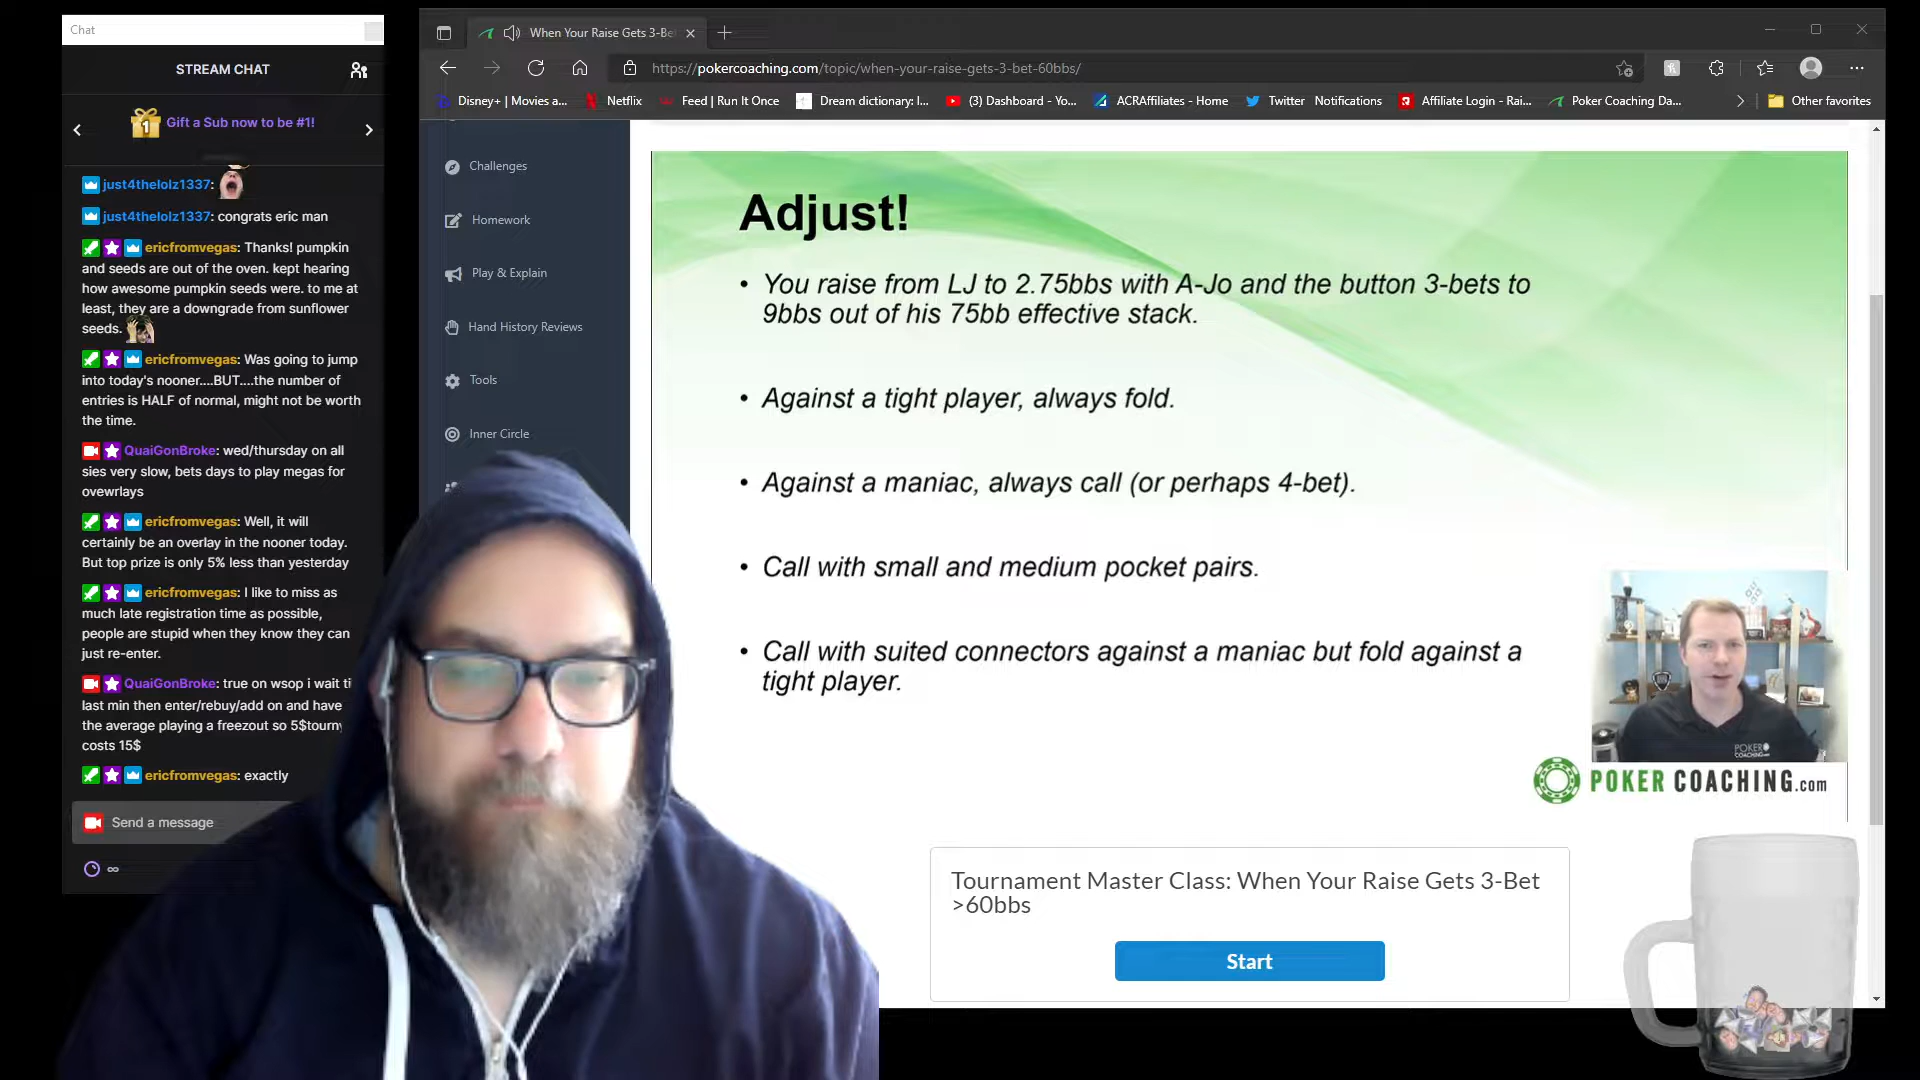 Chat
STREAM CHAT
1
Gift a Sub now to be #1!
just4thelolz1337:
just4thelolz1337: congrats eric man
ericfromvegas: Thanks! pumpkin
and seeds are out of the oven. kept hearing
how awesome pumpkin seeds were. to me at
least, they are a downgrade from sunflower
seeds.
ericfromvegas: Was going to jump
into today's nooner....BUT....the number of
entries is HALF of normal, might not be worth
the time.
QuaiGonBroke: wed/thursday on all
sies very slow, bets days to play megas for
ovewrlays
ericfromvegas: Well, it will
certainly be an overlay in the nooner today.
But top prize is only 5% less than yesterday
ericfromvegas: I like to miss as
much late registration time as possible,
people are stupid when they know they can
just re-enter.
QuaiGonBroke: true on wsop i wait
last min then enter/rebuy/add on and have
the average playing a freezout so 5$tourny
costs 15$
ericfromvegas: exactly
Send a message
∞
When Your Raise Gets 3-Be
https://pokercoaching.com/topic/when-your-raise-gets-3-bet-60bbs/
Disney+ | Movies a...
Netflix
Feed | Run It Once
Dream dictionary: I...
(3) Dashboard - Yo...
ACRAffiliates - Home
Twitter
Notifications
Affiliate Login - Rai...
Poker Coaching Da...
Other favorites
Challenges
Homework
Play & Explain
Hand History Reviews
Tools
Inner Circle
Adjust!
• You raise from LJ to 2.75bbs with A-Jo and the button 3-bets to
9bbs out of his 75bb effective stack.
• Against a tight player, always fold.
• Against a maniac, always call (or perhaps 4-bet).
• Call with small and medium pocket pairs.
• Call with suited connectors against a maniac but fold against a
tight player.
POKER
COACHING
POKER COACHING.com
Tournament Master Class: When Your Raise Gets 3-Bet
>60bbs
Start